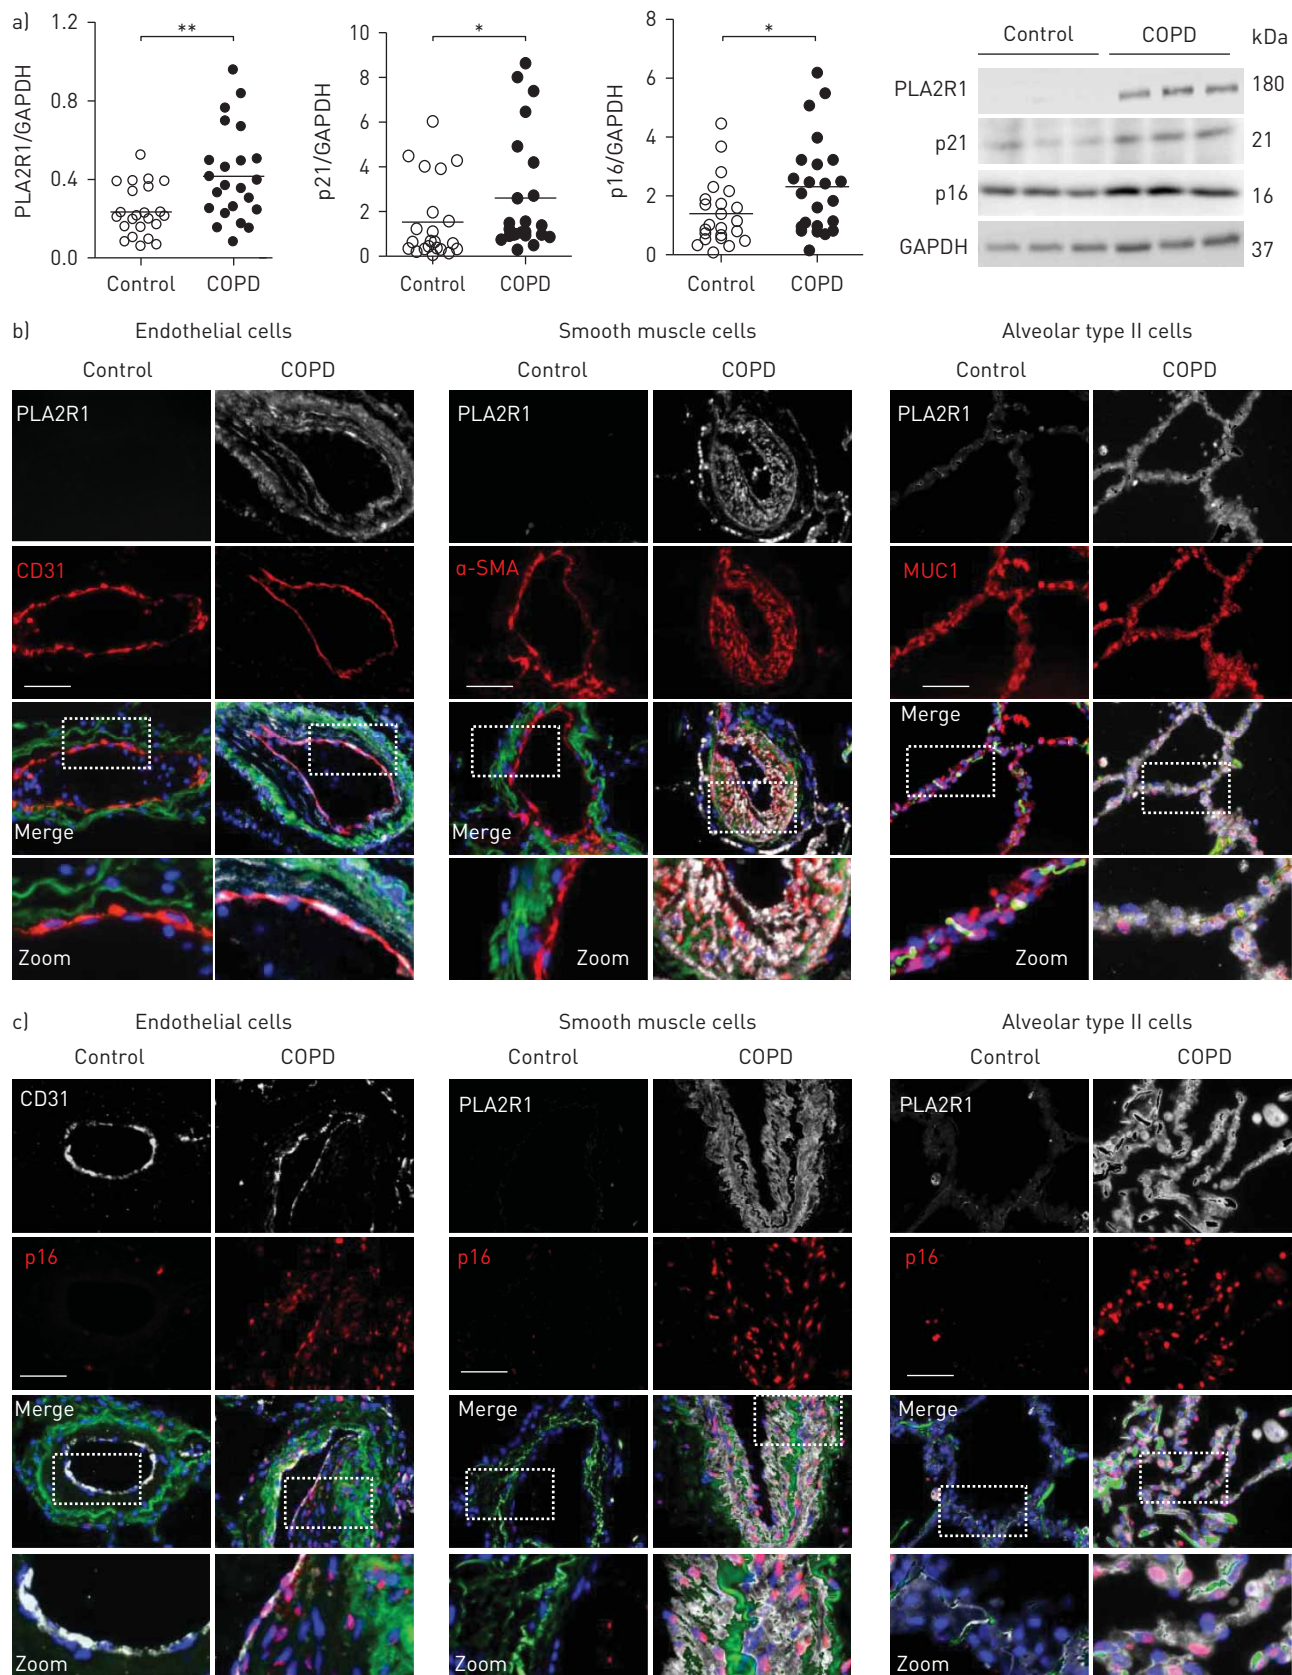 a)
1.2
0.8
0.4
0.0
PLA2R1/GAPDH
**
Control
COPD
10
8
6
4
2
0
p21/GAPDH
*
Control
COPD
8
6
4
2
0
p16/GAPDH
*
Control
COPD
Control
COPD
kDa
PLA2R1
180
p21
21
p16
16
GAPDH
37
b)
Endothelial cells
Smooth muscle cells
Alveolar type II cells
Control
COPD
Control
COPD
Control
COPD
PLA2R1
PLA2R1
PLA2R1
CD31
α-SMA
MUC1
Merge
Merge
Merge
Zoom
Zoom
Zoom
c)
Endothelial cells
Smooth muscle cells
Alveolar type II cells
Control
COPD
Control
COPD
Control
COPD
CD31
PLA2R1
PLA2R1
p16
p16
p16
Merge
Merge
Merge
Zoom
Zoom
Zoom